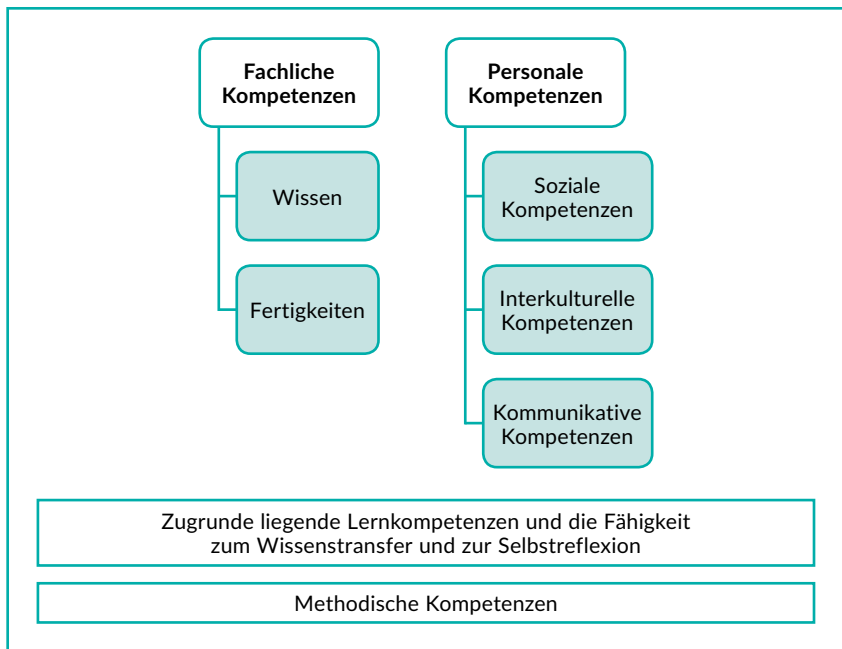 Fachliche
Kompetenzen
Wissen
Fertigkeiten
Personale
Kompetenzen
Soziale
Kompetenzen
Interkulturelle
Kompetenzen
Kommunikative
Kompetenzen
Zugrunde liegende Lernkompetenzen und die Fähigkeit
zum Wissenstransfer und zur Selbstreflexion
Methodische Kompetenzen